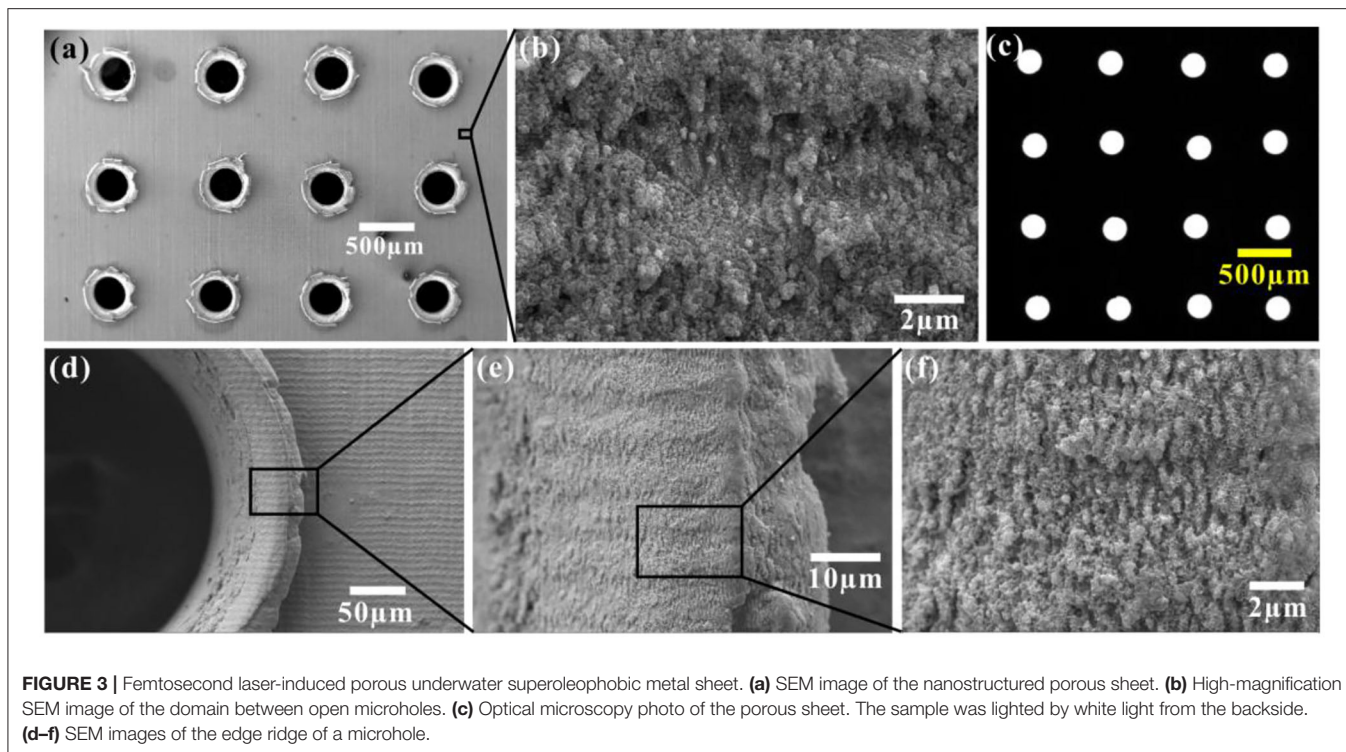 (a)
500μm
(b)
2μm
(c)
500μm
(d)
50μm
(e)
10μm
(f)
2μm
FIGURE 3 | Femtosecond laser-induced porous underwater superoleophobic metal sheet. (a) SEM image of the nanostructured porous sheet. (b) High-magnification
SEM image of the domain between open microholes. (c) Optical microscopy photo of the porous sheet. The sample was lighted by white light from the backside.
(d–f) SEM images of the edge ridge of a microhole.